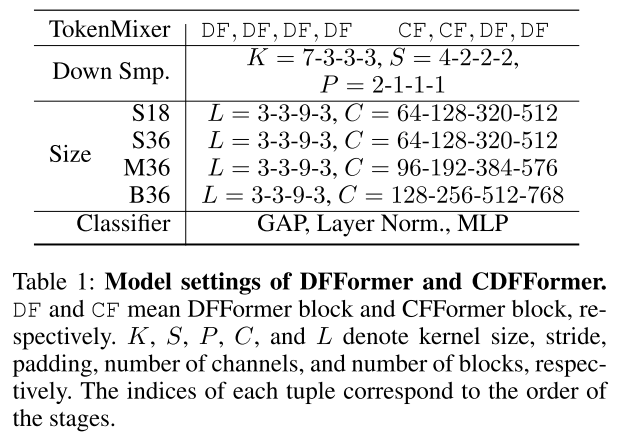 TokenMixer DF, DF, DF, DF CF, CF, DF, DF
Down Smp. K = 7-3-3-3, S = 4-2-2-2,
P = 2-1-1-1
Size
S18 L = 3-3-9-3, C = 64-128-320-512
S36 L = 3-3-9-3, C = 64-128-320-512
M36 L = 3-3-9-3, C = 96-192-384-576
B36 L = 3-3-9-3, C = 128-256-512-768
Classifier GAP, Layer Norm., MLP
Table 1: Model settings of DFFormer and CDFFormer.
DF and CF mean DFFormer block and CFFormer block, re-
spectively. K, S, P, C, and L denote kernel size, stride,
padding, number of channels, and number of blocks, respec-
tively. The indices of each tuple correspond to the order of
the stages.